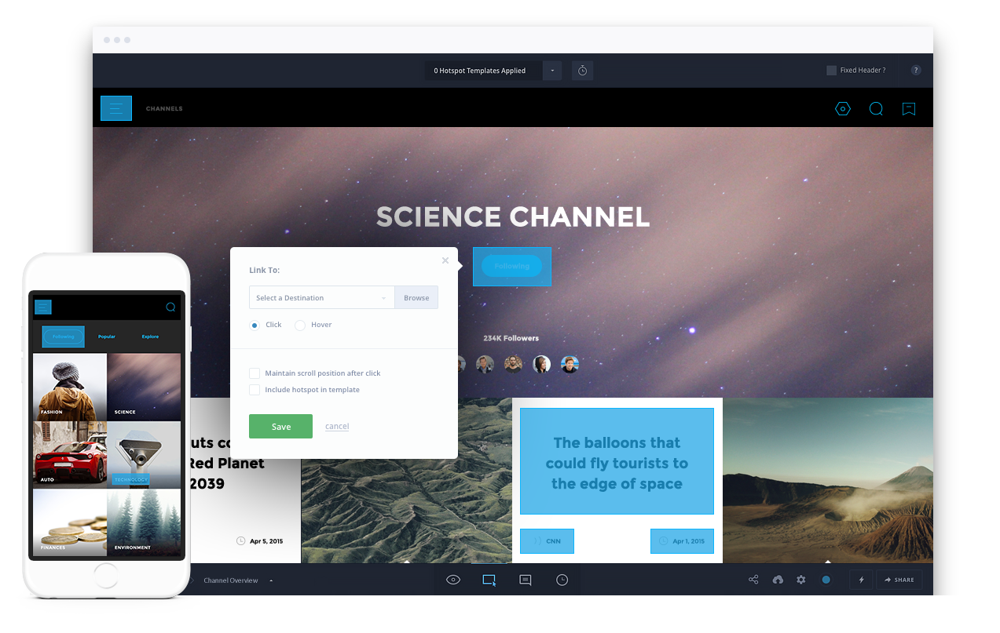 0 Hotspot Templates Applied
Fixed Header ?
?
CHANNELS
SCIENCE CHANNEL
Following
234K Followers
Link To:
Select a Destination
Browse
Click
Hover
Maintain scroll position after click
Include hotspot in template
Save
cancel
Following
Popular
Explore
FASHION
SCIENCE
AUTO
TECHNOLOGY
FINANCES
ENVIRONMENT
Red Planet
2039
Apr 5, 2015
The balloons that
could fly tourists to
the edge of space
CNN
Apr 1, 2015
Channel Overview
SHARE